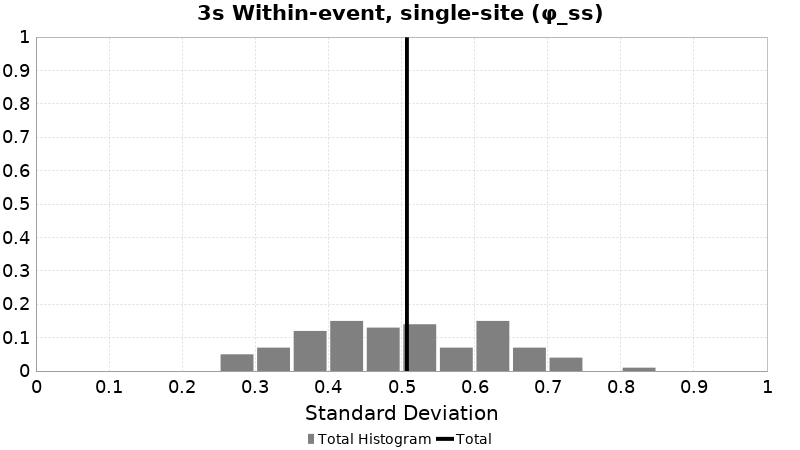 3s Within-event, single-site (φ_ss)
1
0.9
0.8
0.7
0.6
0.5
0.4
0.3
0.2
0.1
0
0 0.1 0.2 0.3 0.4 0.5 0.6 0.7 0.8 0.9 1
Standard Deviation
Total Histogram Total